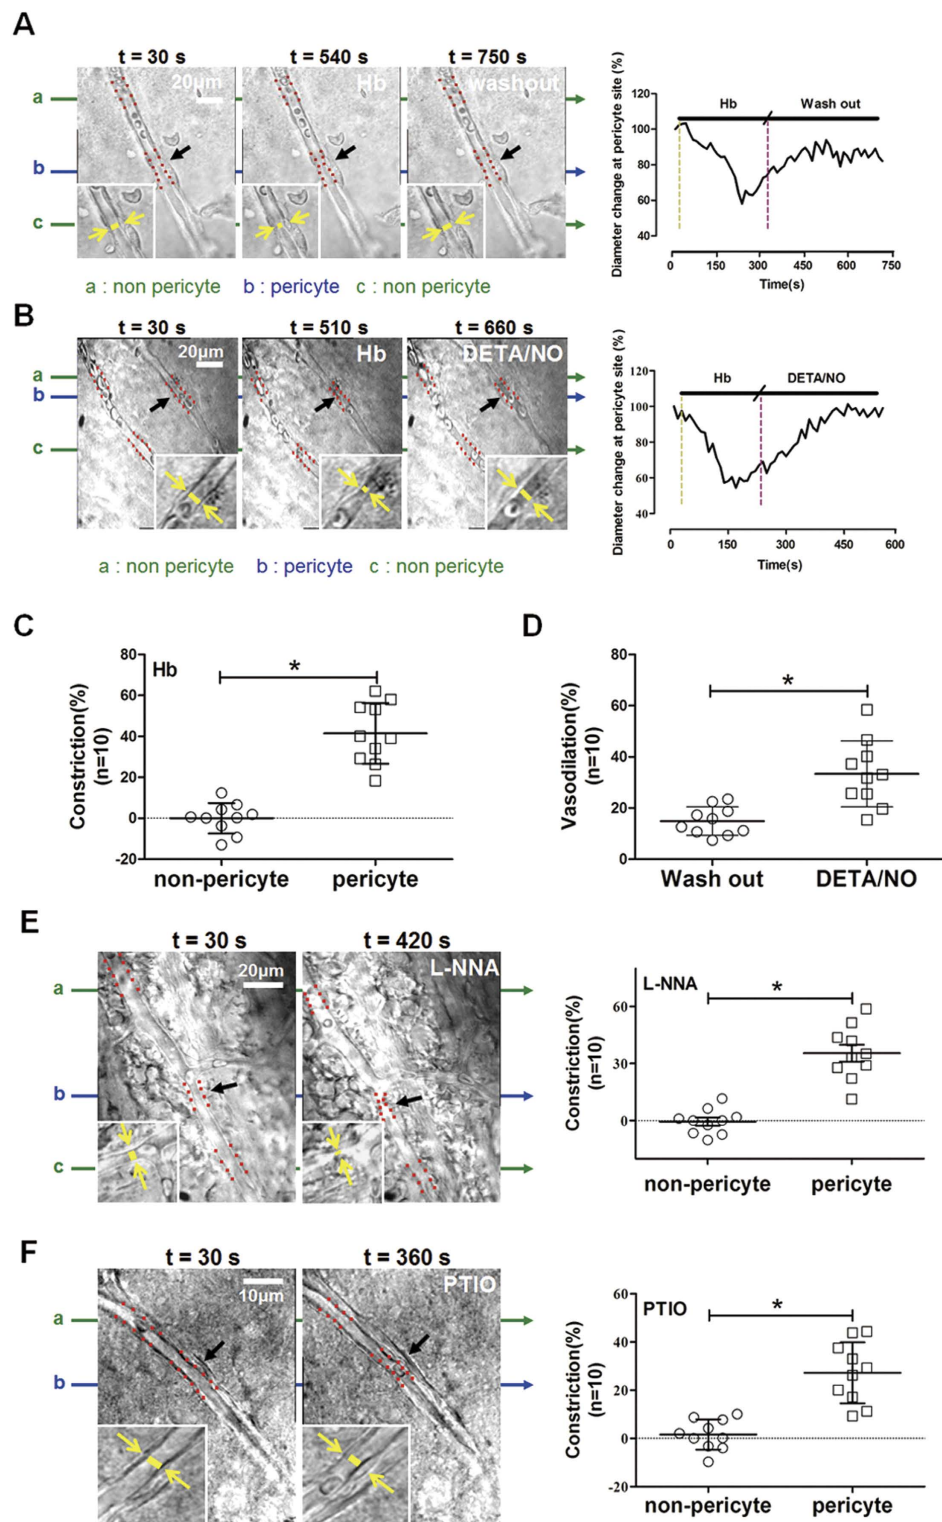 A
t = 30 s
t = 540 s
t = 750 s
20μm
Hb
washout
a
b
c
a : non pericyte
b : pericyte
c : non pericyte
Diameter change at pericyte site (%)
Hb
Wash out
120
100
80
60
40
0
150
300
450
600
750
Time(s)
B
t = 30 s
t = 510 s
t = 660 s
20μm
Hb
DETA/NO
a
b
c
a : non pericyte
b : pericyte
c : non pericyte
Diameter change at pericyte site (%)
Hb
DETA/NO
120
100
80
60
40
0
150
300
450
600
Time(s)
C
Constriction(%)
(n=10)
Hb
*
80
60
40
20
0
-20
non-pericyte
pericyte
D
Vasodilation(%)
(n=10)
*
80
60
40
20
0
Wash out
DETA/NO
E
t = 30 s
t = 420 s
20μm
L-NNA
a
b
c
Constriction(%)
(n=10)
L-NNA
*
60
30
0
non-pericyte
pericyte
F
t = 30 s
t = 360 s
10μm
PTIO
a
b
Constriction(%)
(n=10)
PTIO
*
60
40
20
0
-20
non-pericyte
pericyte